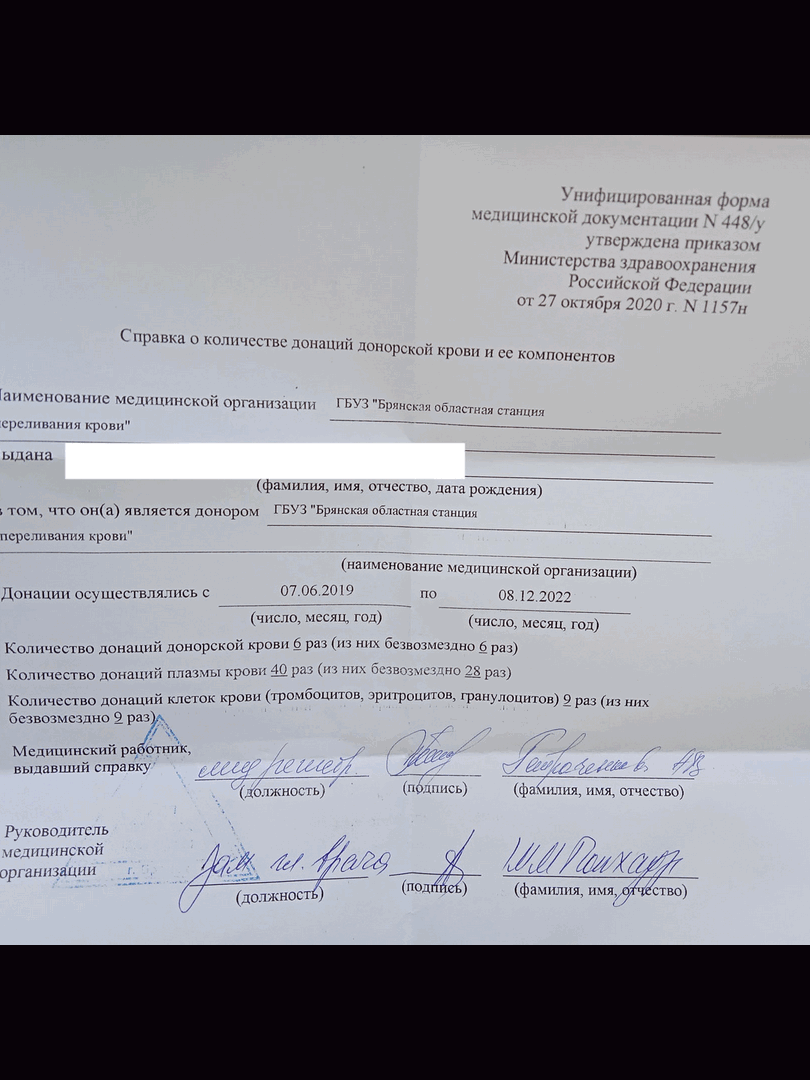 Унифицированная форма
медицинской документации N 448/у
утверждена приказом
Министерства здравоохранения
Российской Федерации
от 27 октября 2020 г. N 1157н
Справка о количестве донаций донорской крови и ее компонентов
Наименование медицинской организации ГБУЗ "Брянская областная станция
переливания крови"
ыдана
(фамилия, имя, отчество, дата рождения)
в том, что он(а) является донором ГБУЗ "Брянская областная станция
переливания крови"
(наименование медицинской организации)
Донации осуществлялись с 07.06.2019 по 08.12.2022
(число, месяц, год) (число, месяц, год)
Количество донаций донорской крови 6 раз (из них безвозмездно 6 раз)
Количество донаций плазмы крови 40 раз (из них безвозмездно 28 раз)
Количество донаций клеток крови (тромбоцитов, эритроцитов, гранулоцитов) 9 раз (из них
безвозмездно 9 раз)
Медицинский работник,
выдавший справку мед регистр.
(должность) (подпись) (фамилия, имя, отчество)
Руководитель
медицинской
организации Зам гл. врача
(должность) (подпись) (фамилия, имя, отчество)